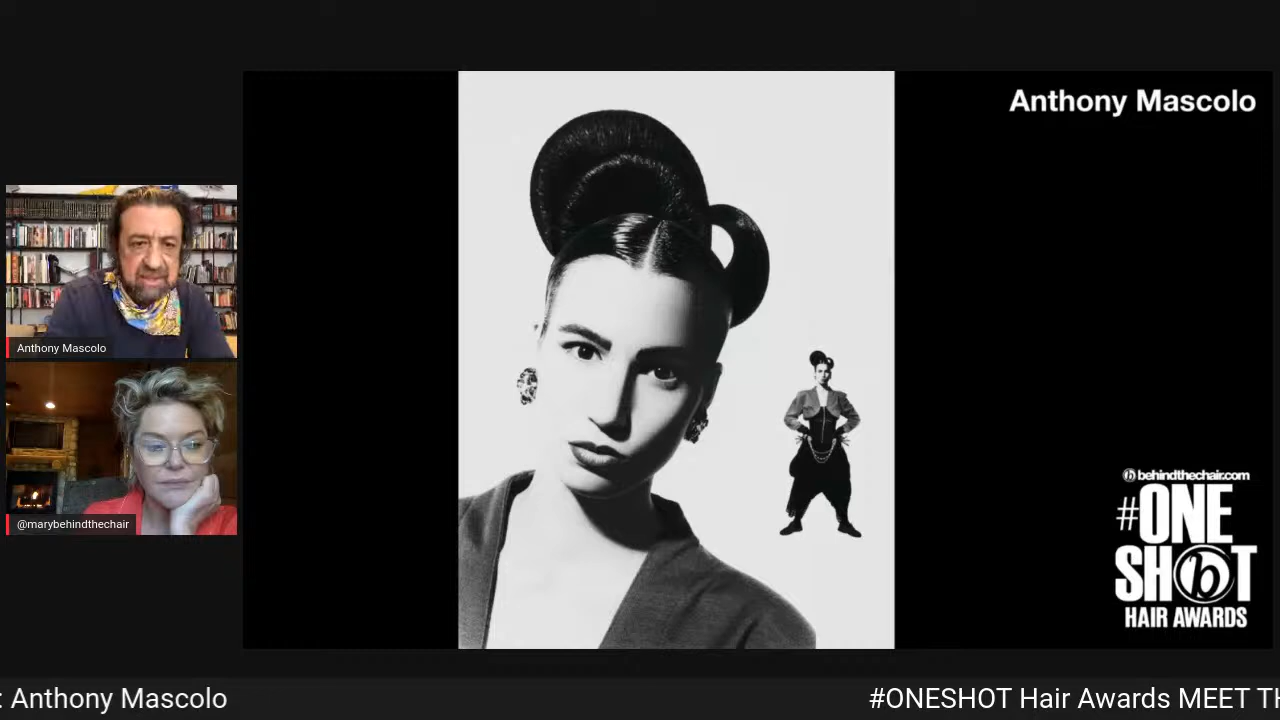 Anthony Mascolo
Anthony Mascolo
@marybehindthechair
behindthechair.com
#ONE
SHOT
HAIR AWARDS
: Anthony Mascolo
#ONESHOT Hair Awards MEET TH